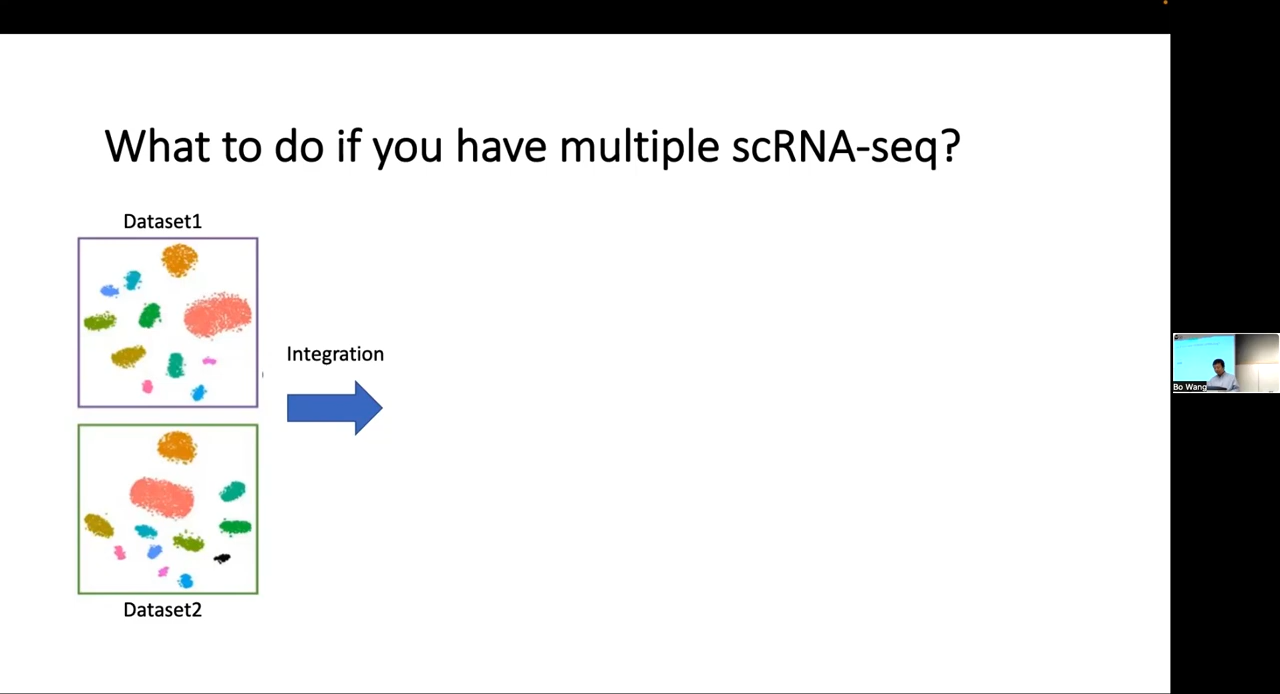 What to do if you have multiple scRNA-seq?
Dataset1
Integration
Dataset2
Bo Wang